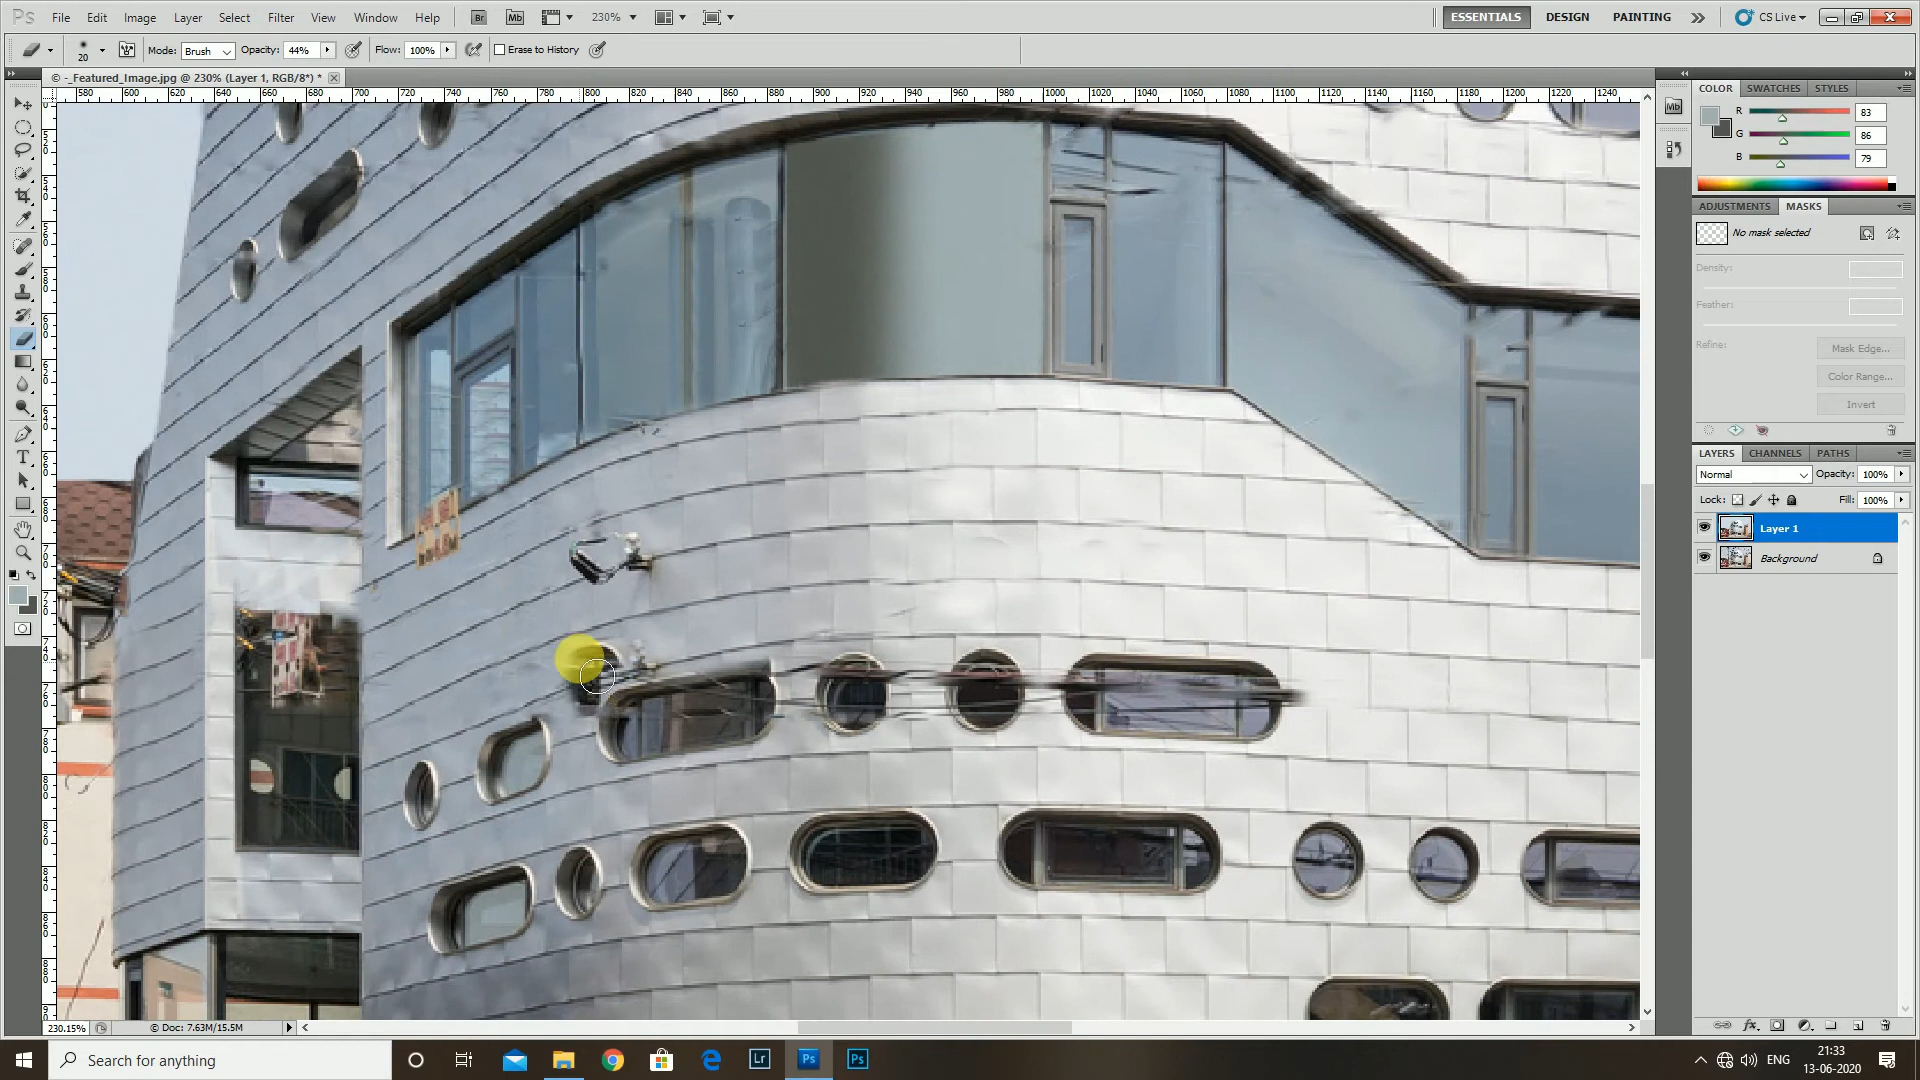 Ps File Edit Image Layer Select Filter View Window Help Br Mb 230% ESSENTIALS DESIGN PAINTING CS Live
20 Mode: Brush Opacity: 44% Flow: 100% Erase to History
© -_Featured_Image.jpg @ 230% (Layer 1, RGB/8*) *
580 600 620 640 660 680 700 720 740 760 780 800 820 840 860 880 900 920 940 960 980 1000 1020 1040 1060 1080 1100 1120 1140 1160 1180 1200 1220 1240
COLOR SWATCHES STYLES
Mb
R 83
G 86
B 79
ADJUSTMENTS MASKS
No mask selected
Density:
Feather:
Refine: Mask Edge...
Color Range...
Invert
LAYERS CHANNELS PATHS
Normal Opacity: 100%
Lock: Fill: 100%
Layer 1
Background
230.15% © Doc: 7.63M/15.5M
Search for anything Lr Ps Ps ENG 21:33
13-06-2020